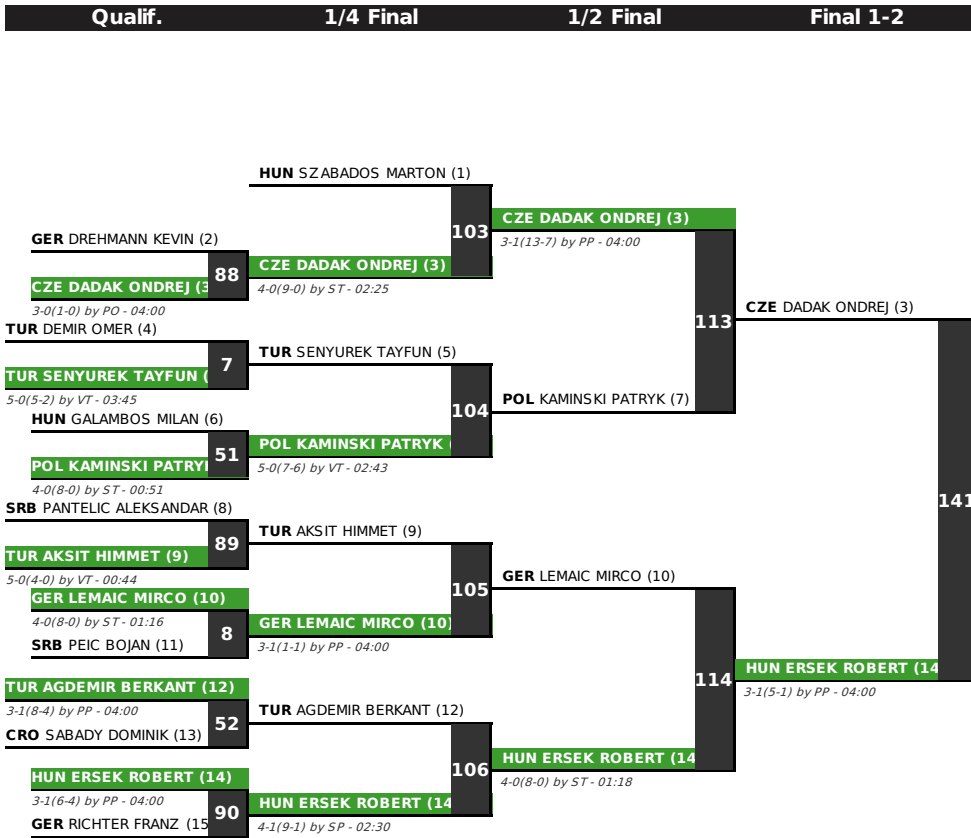 Qualif. 1/4 Final 1/2 Final Final 1-2
HUN SZABADOS MARTON (1)
103
CZE DADAK ONDREJ (3)
3-1(13-7) by PP - 04:00
GER DREHMANN KEVIN (2)
88
CZE DADAK ONDREJ (3)
4-0(9-0) by ST - 02:25
CZE DADAK ONDREJ (3
3-0(1-0) by PO - 04:00
113
CZE DADAK ONDREJ (3)
TUR DEMIR OMER (4)
7
TUR SENYUREK TAYFUN (5)
TUR SENYUREK TAYFUN (
5-0(5-2) by VT - 03:45
104
POL KAMINSKI PATRYK (7)
HUN GALAMBOS MILAN (6)
51
POL KAMINSKI PATRYK (
5-0(7-6) by VT - 02:43
POL KAMINSKI PATRYK
4-0(8-0) by ST - 00:51
141
SRB PANTELIC ALEKSANDAR (8)
89
TUR AKSIT HIMMET (9)
TUR AKSIT HIMMET (9)
5-0(4-0) by VT - 00:44
105
GER LEMAIC MIRCO (10)
GER LEMAIC MIRCO (10)
4-0(8-0) by ST - 01:16
8
GER LEMAIC MIRCO (10)
3-1(1-1) by PP - 04:00
SRB PEIC BOJAN (11)
114
HUN ERSEK ROBERT (14
3-1(5-1) by PP - 04:00
TUR AGDEMIR BERKANT (12)
3-1(8-4) by PP - 04:00
52
TUR AGDEMIR BERKANT (12)
CRO SABADY DOMINIK (13)
106
HUN ERSEK ROBERT (14
4-0(8-0) by ST - 01:18
HUN ERSEK ROBERT (14)
3-1(6-4) by PP - 04:00
90
HUN ERSEK ROBERT (14
4-1(9-1) by SP - 02:30
GER RICHTER FRANZ (15